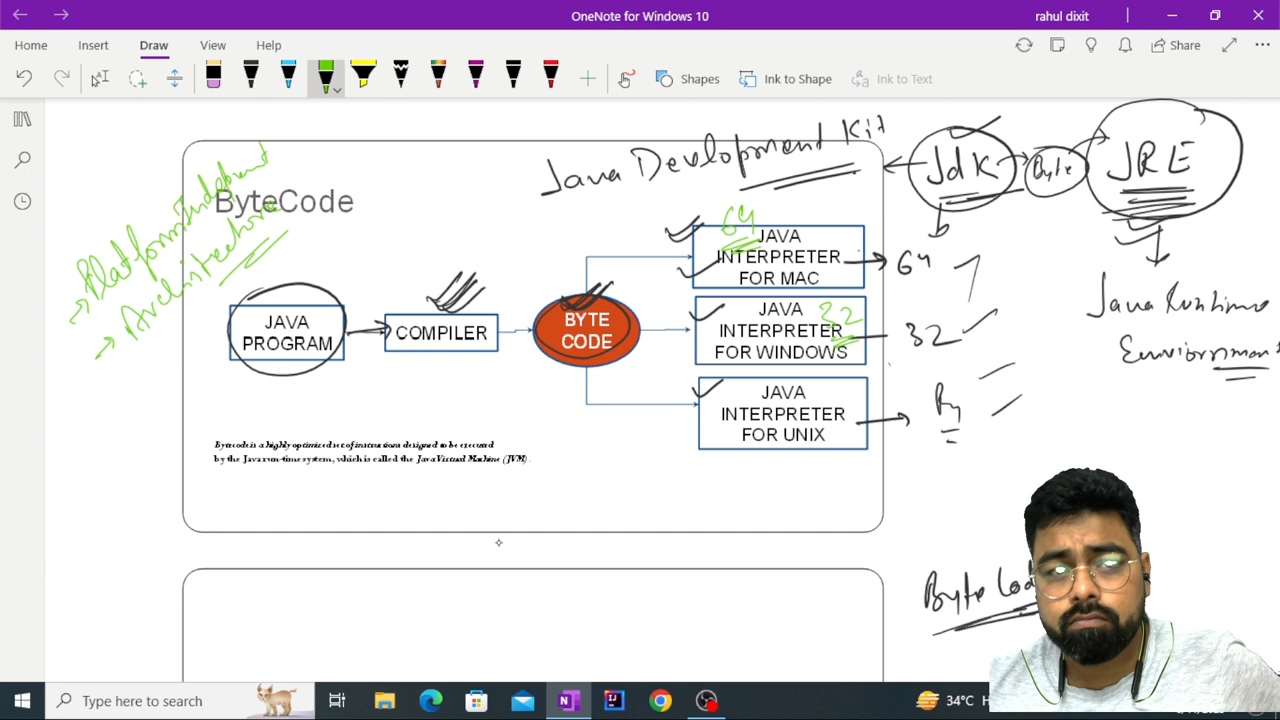 OneNote for Windows 10
rahul dixit
Home Insert Draw View Help
Share
Shapes
Ink to Shape
Ink to Text
Java Development Kit
JdK
Byte
JRE
Java Runtime
ByteCode
→ Platform
→
JAVA
PROGRAM
COMPILER
BYTE
CODE
64
JAVA
INTERPRETER
FOR MAC
64
JAVA
INTERPRETER
FOR WINDOWS
32
32
JAVA
INTERPRETER
FOR UNIX
Bytecode is a highly optimized set of instructions designed to be executed
by the Java run-time system, which is called the Java Virtual Machine (JVM) .
Byte
Type here to search
34°C